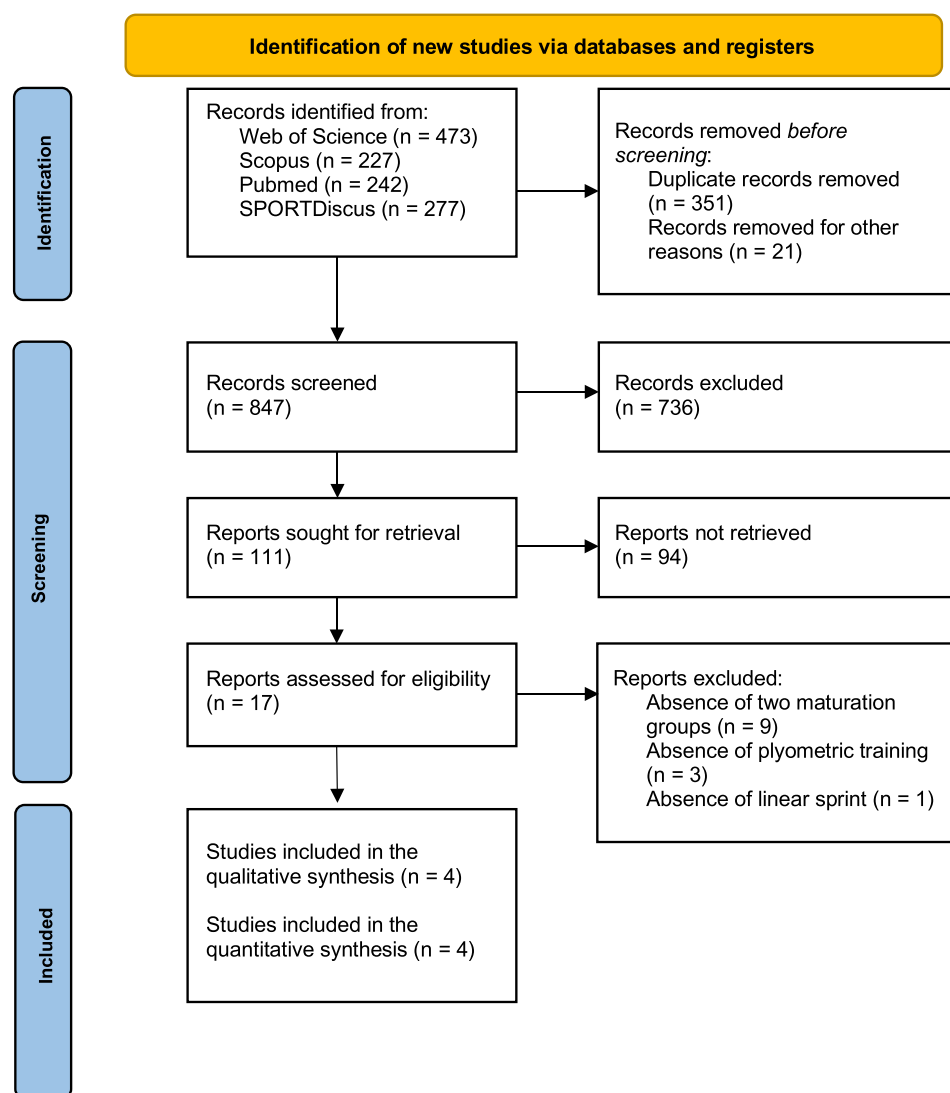 Identification of new studies via databases and registers
Identification
Records identified from:
Web of Science (n = 473)
Scopus (n = 227)
Pubmed (n = 242)
SPORTDiscus (n = 277)
Records removed before
screening:
Duplicate records removed
(n = 351)
Records removed for other
reasons (n = 21)
Screening
Records screened
(n = 847)
Records excluded
(n = 736)
Reports sought for retrieval
(n = 111)
Reports not retrieved
(n = 94)
Reports assessed for eligibility
(n = 17)
Reports excluded:
Absence of two maturation
groups (n = 9)
Absence of plyometric training
(n = 3)
Absence of linear sprint (n = 1)
Included
Studies included in the
qualitative synthesis (n = 4)
Studies included in the
quantitative synthesis (n = 4)